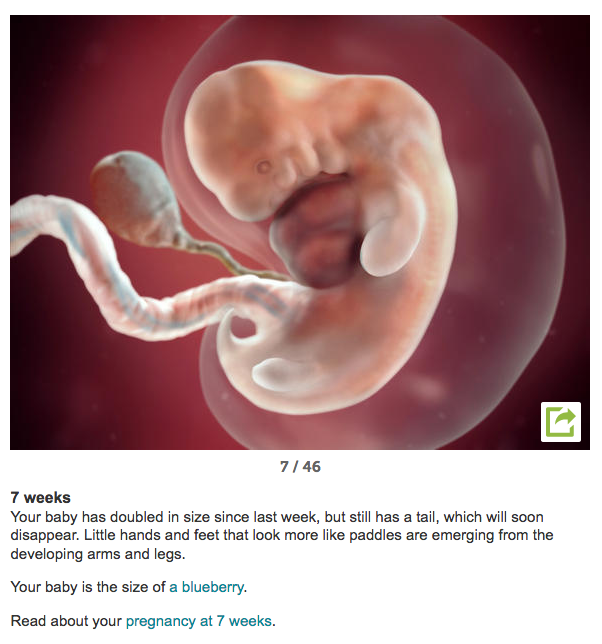 7 / 46
7 weeks
Your baby has doubled in size since last week, but still has a tail, which will soon
disappear. Little hands and feet that look more like paddles are emerging from the
developing arms and legs.
Your baby is the size of a blueberry.
Read about your pregnancy at 7 weeks.